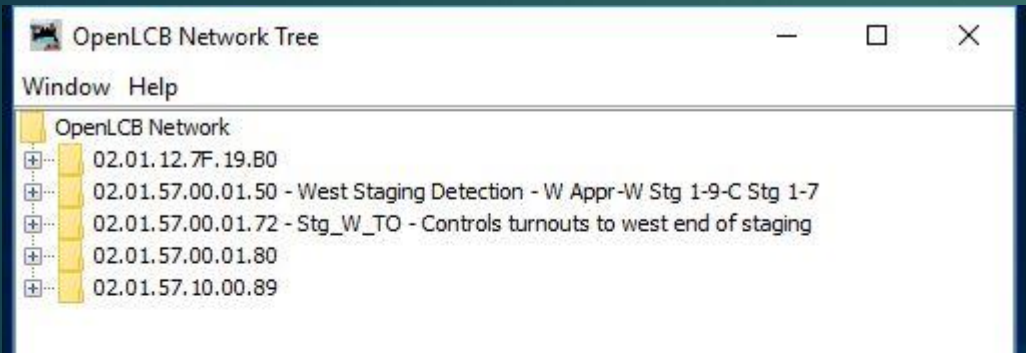 OpenLCB Network Tree
Window Help
OpenLCB Network
02.01.12.7F.19.B0
02.01.57.00.01.50 - West Staging Detection - W Appr-W Stg 1-9-C Stg 1-7
02.01.57.00.01.72 - Stg_W_TO - Controls turnouts to west end of staging
02.01.57.00.01.80
02.01.57.10.00.89